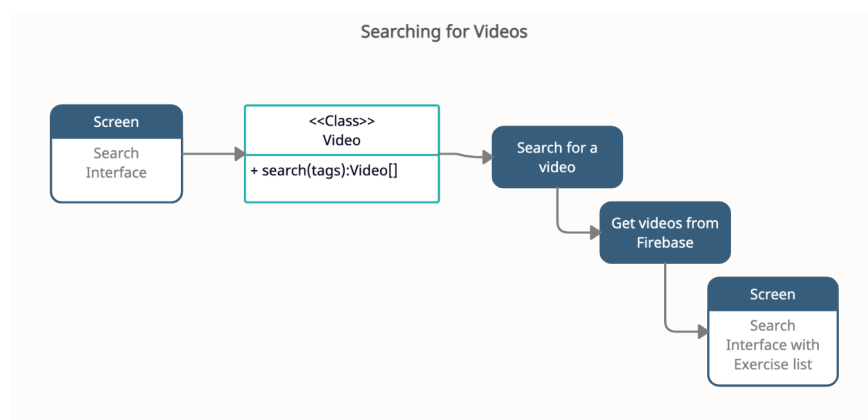 Searching for Videos
Screen
Search
Interface
<<Class>>
Video
+ search(tags):Video[]
Search for a
video
Get videos from
Firebase
Screen
Search
Interface with
Exercise list